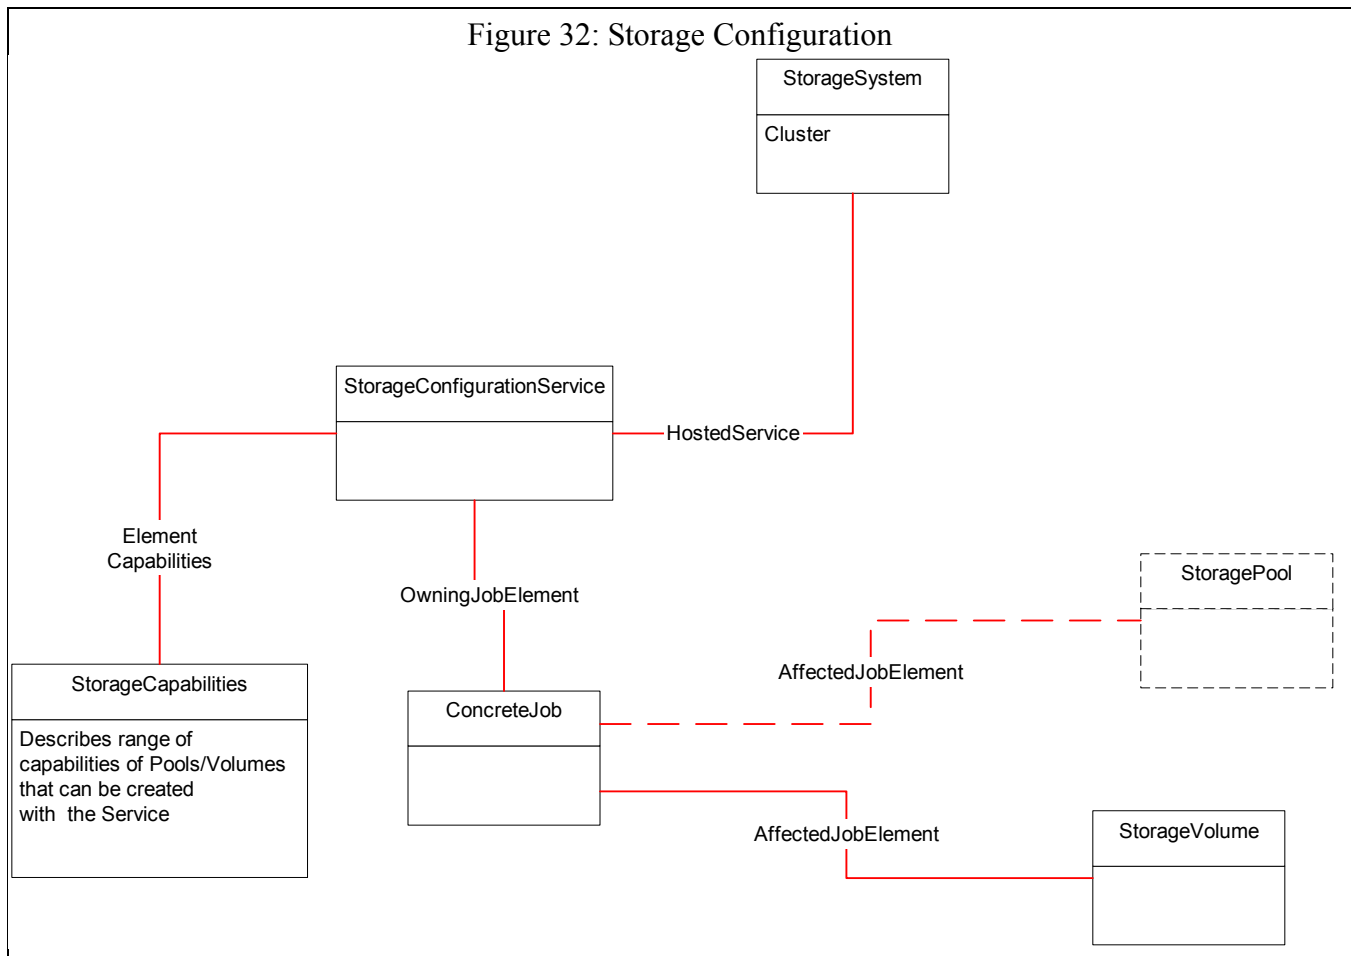 Figure 32: Storage Configuration
StorageSystem
Cluster
StorageConfigurationService
HostedService
Element
Capabilities
OwningJobElement
StoragePool
AffectedJobElement
StorageCapabilities
Describes range of
capabilities of Pools/Volumes
that can be created
with the Service
ConcreteJob
AffectedJobElement
StorageVolume